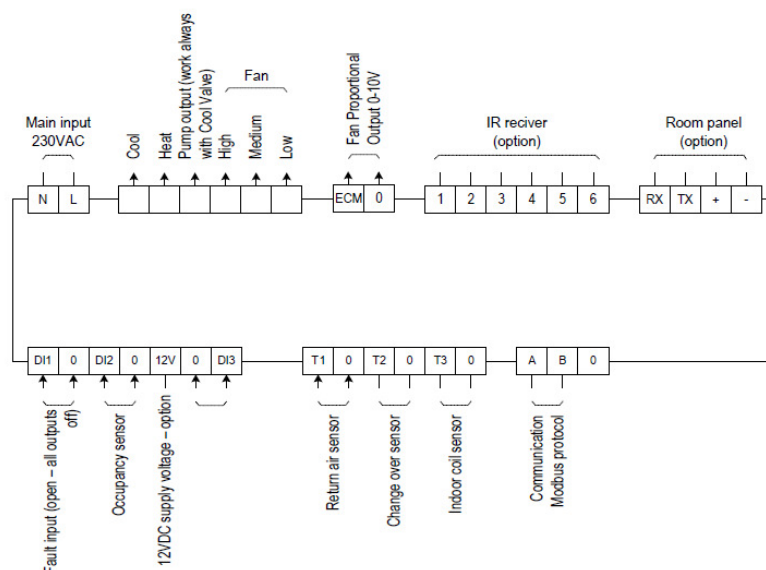 Main input
230VAC
Cool
Heat
Pump output (work always
with Cool Valve)
Fan
High
Medium
Low
Fan Proportional
Output 0-10V
IR reciver
(option)
Room panel
(option)
N L
ECM 0
1 2 3 4 5 6
RX TX + -
DI1 0 DI2 0 12V 0 DI3
T1 0 T2 0 T3 0
A B 0
Fault input (open – all outputs
off)
Occupancy sensor
12VDC supply voltage – option
Return air sensor
Change over sensor
Indoor coil sensor
Communication
Modbus protocol